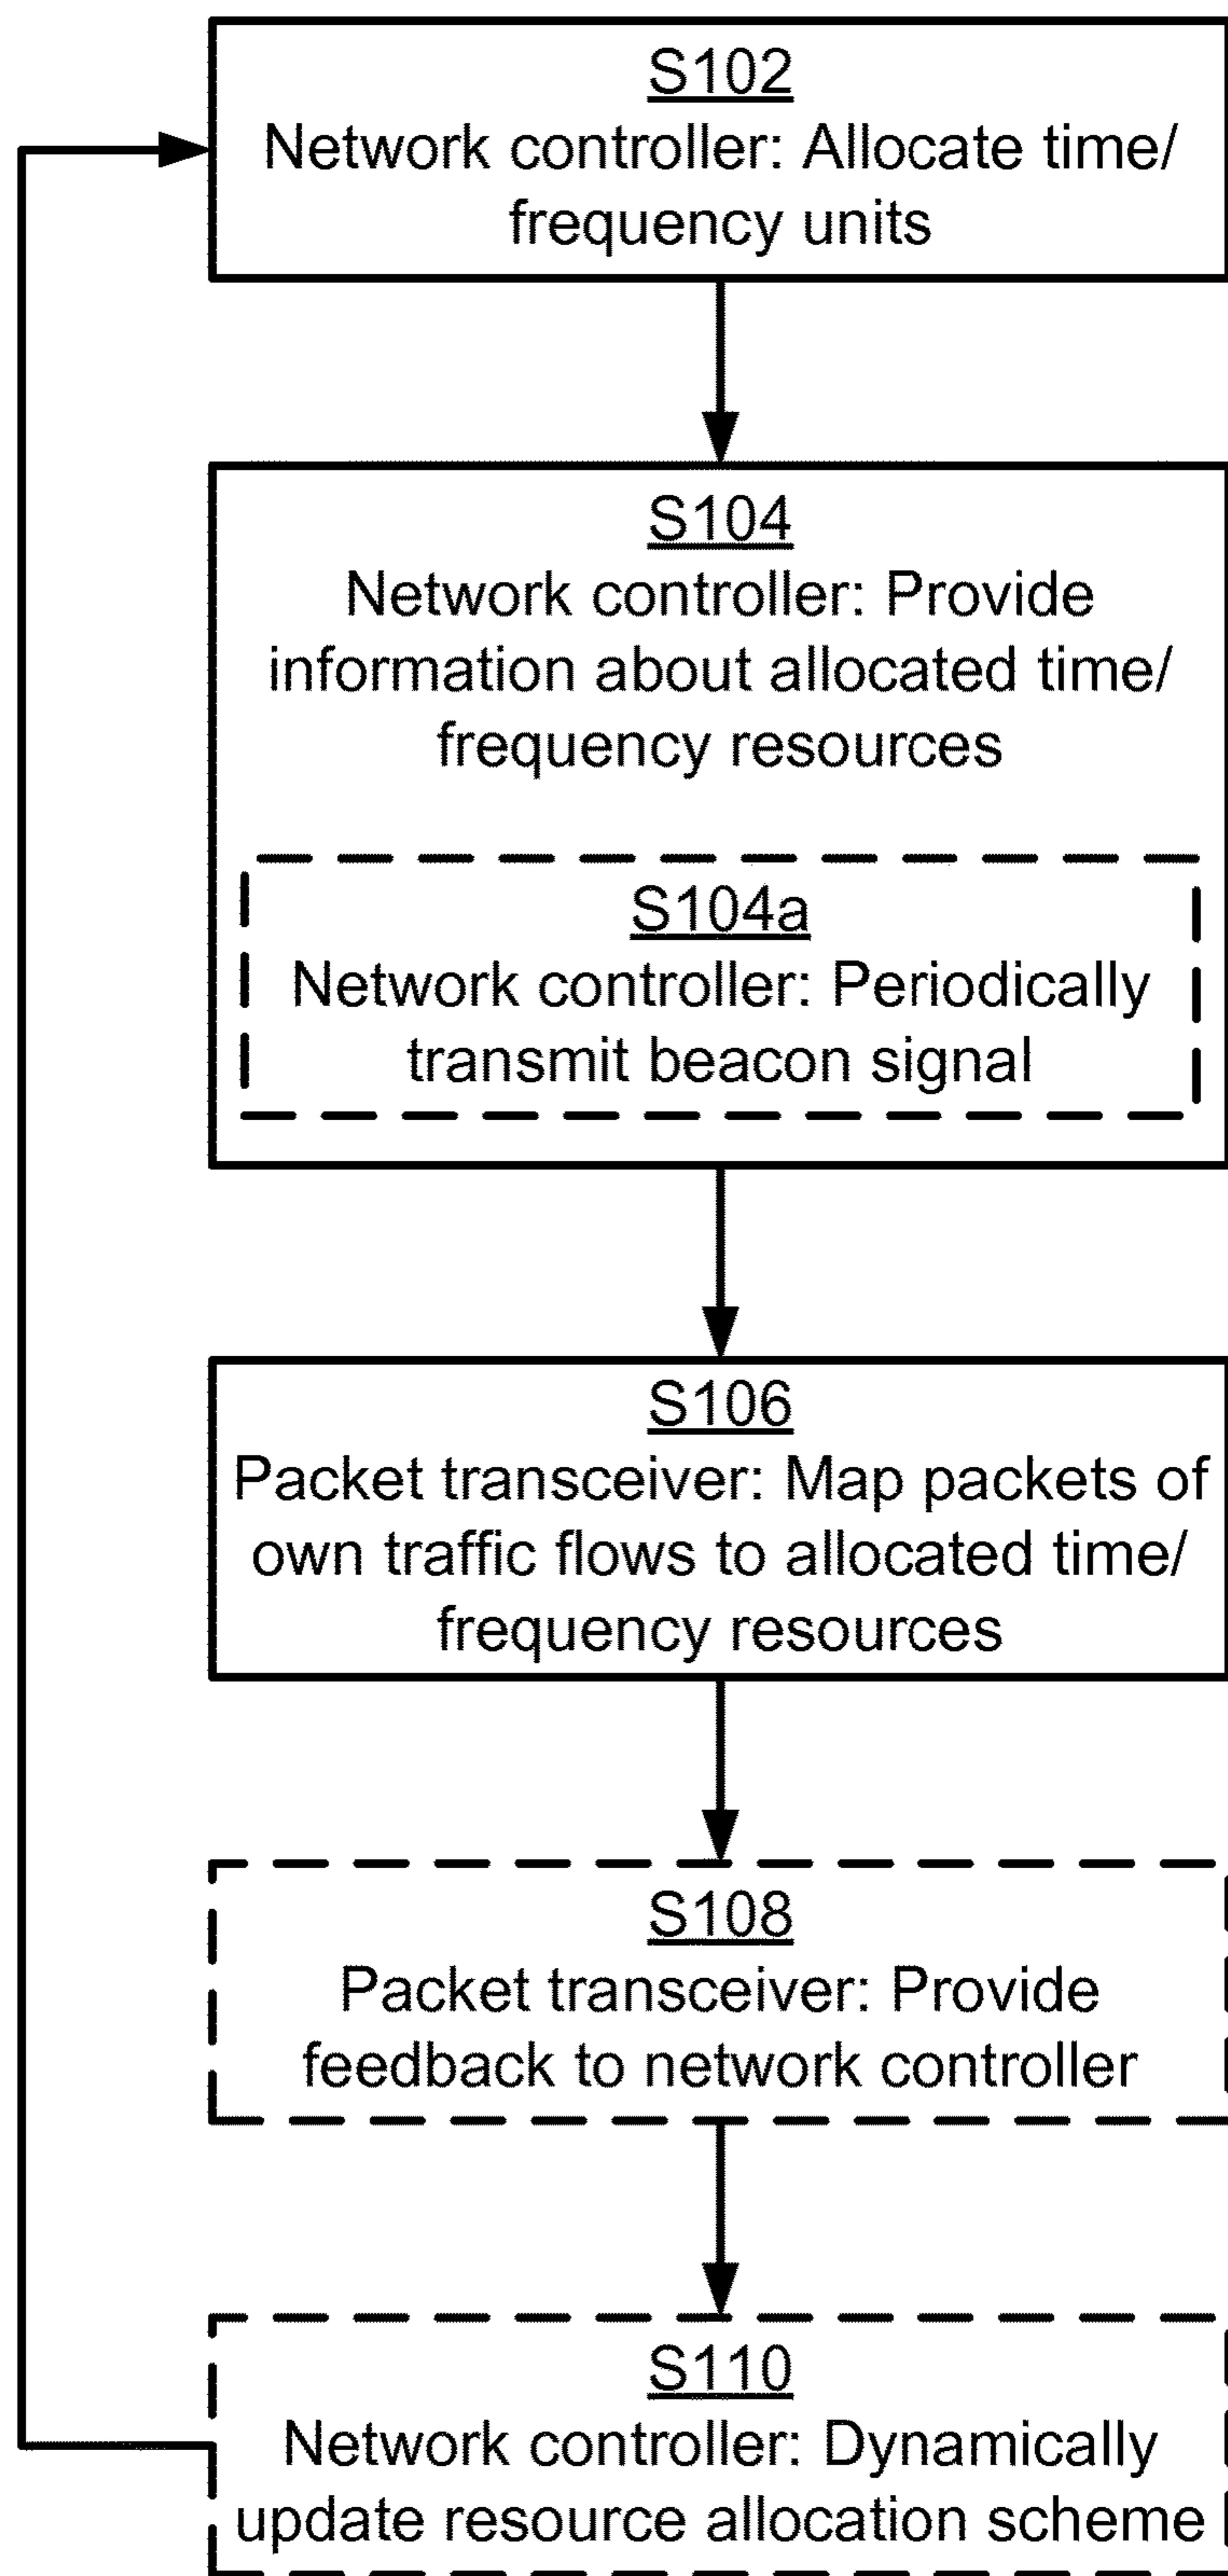 S102
Network controller: Allocate time/
frequency units
S104
Network controller: Provide
information about allocated time/
frequency resources
S104a
Network controller: Periodically
transmit beacon signal
S106
Packet transceiver: Map packets of
own traffic flows to allocated time/
frequency resources
S108
Packet transceiver: Provide
feedback to network controller
S110
Network controller: Dynamically
update resource allocation scheme